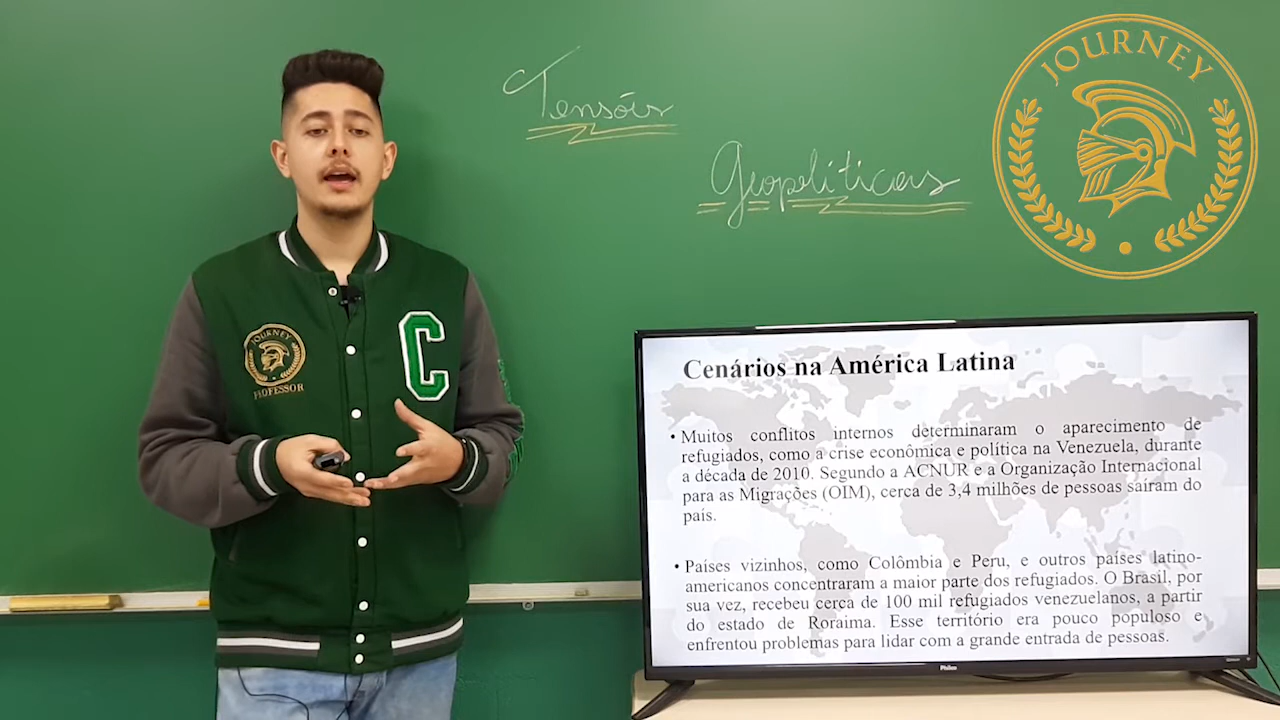 Tensões
Geopolíticas
JOURNEY
JOURNEY
PROFESSOR
C
Cenários na América Latina
• Muitos conflitos internos determinaram o aparecimento de
refugiados, como a crise econômica e política na Venezuela, durante
a década de 2010. Segundo a ACNUR e a Organização Internacional
para as Migrações (OIM), cerca de 3,4 milhões de pessoas saíram do
país.
• Países vizinhos, como Colômbia e Peru, e outros países latino-
americanos concentraram a maior parte dos refugiados. O Brasil, por
sua vez, recebeu cerca de 100 mil refugiados venezuelanos, a partir
do estado de Roraima. Esse território era pouco populoso e
enfrentou problemas para lidar com a grande entrada de pessoas.
Philco